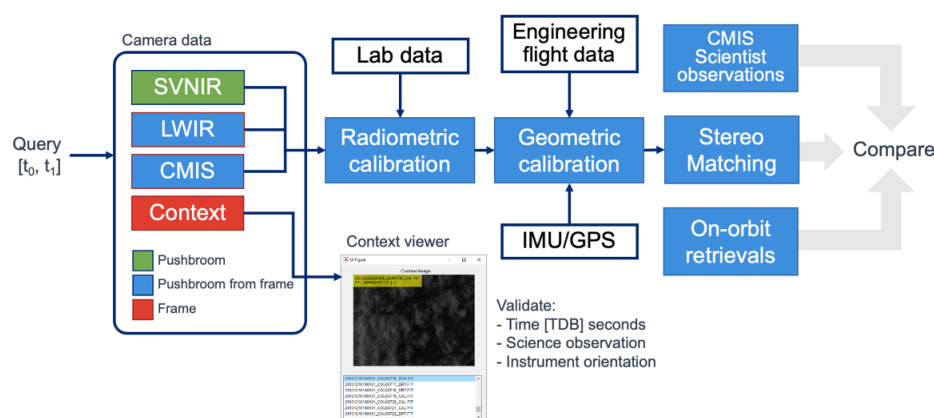 Camera data
SVNIR
LWIR
CMIS
Context
Pushbroom
Pushbroom from frame
Frame
Query
[t₀, t₁]
Lab data
Radiometric
calibration
Engineering
flight data
Geometric
calibration
IMU/GPS
CMIS
Scientist
observations
Stereo
Matching
On-orbit
retrievals
Compare
Context viewer
Context Image
Validate:
- Time [TDB] seconds
- Science observation
- Instrument orientation